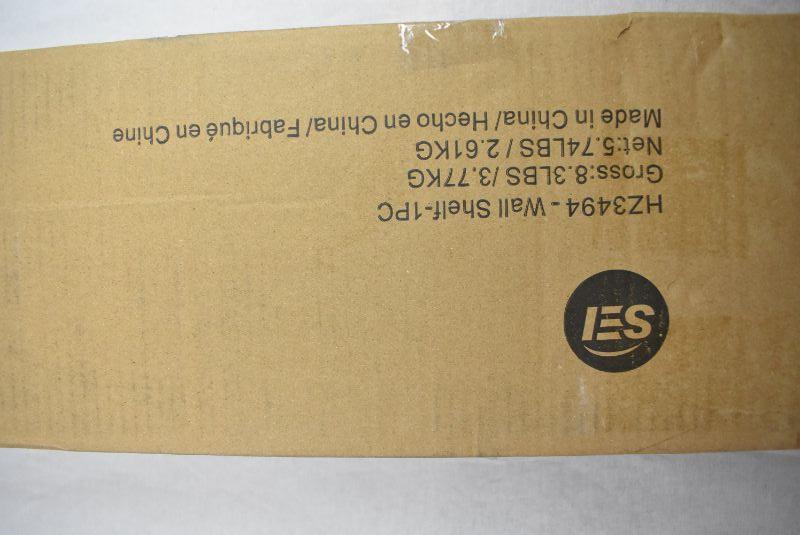 SEI
HZ3494 - Wall Shelf-1PC
Gross:8.3LBS /3.77KG
Net:5.74LBS / 2.61KG
Made in China/ Hecho en China/ Fabriqué en Chine